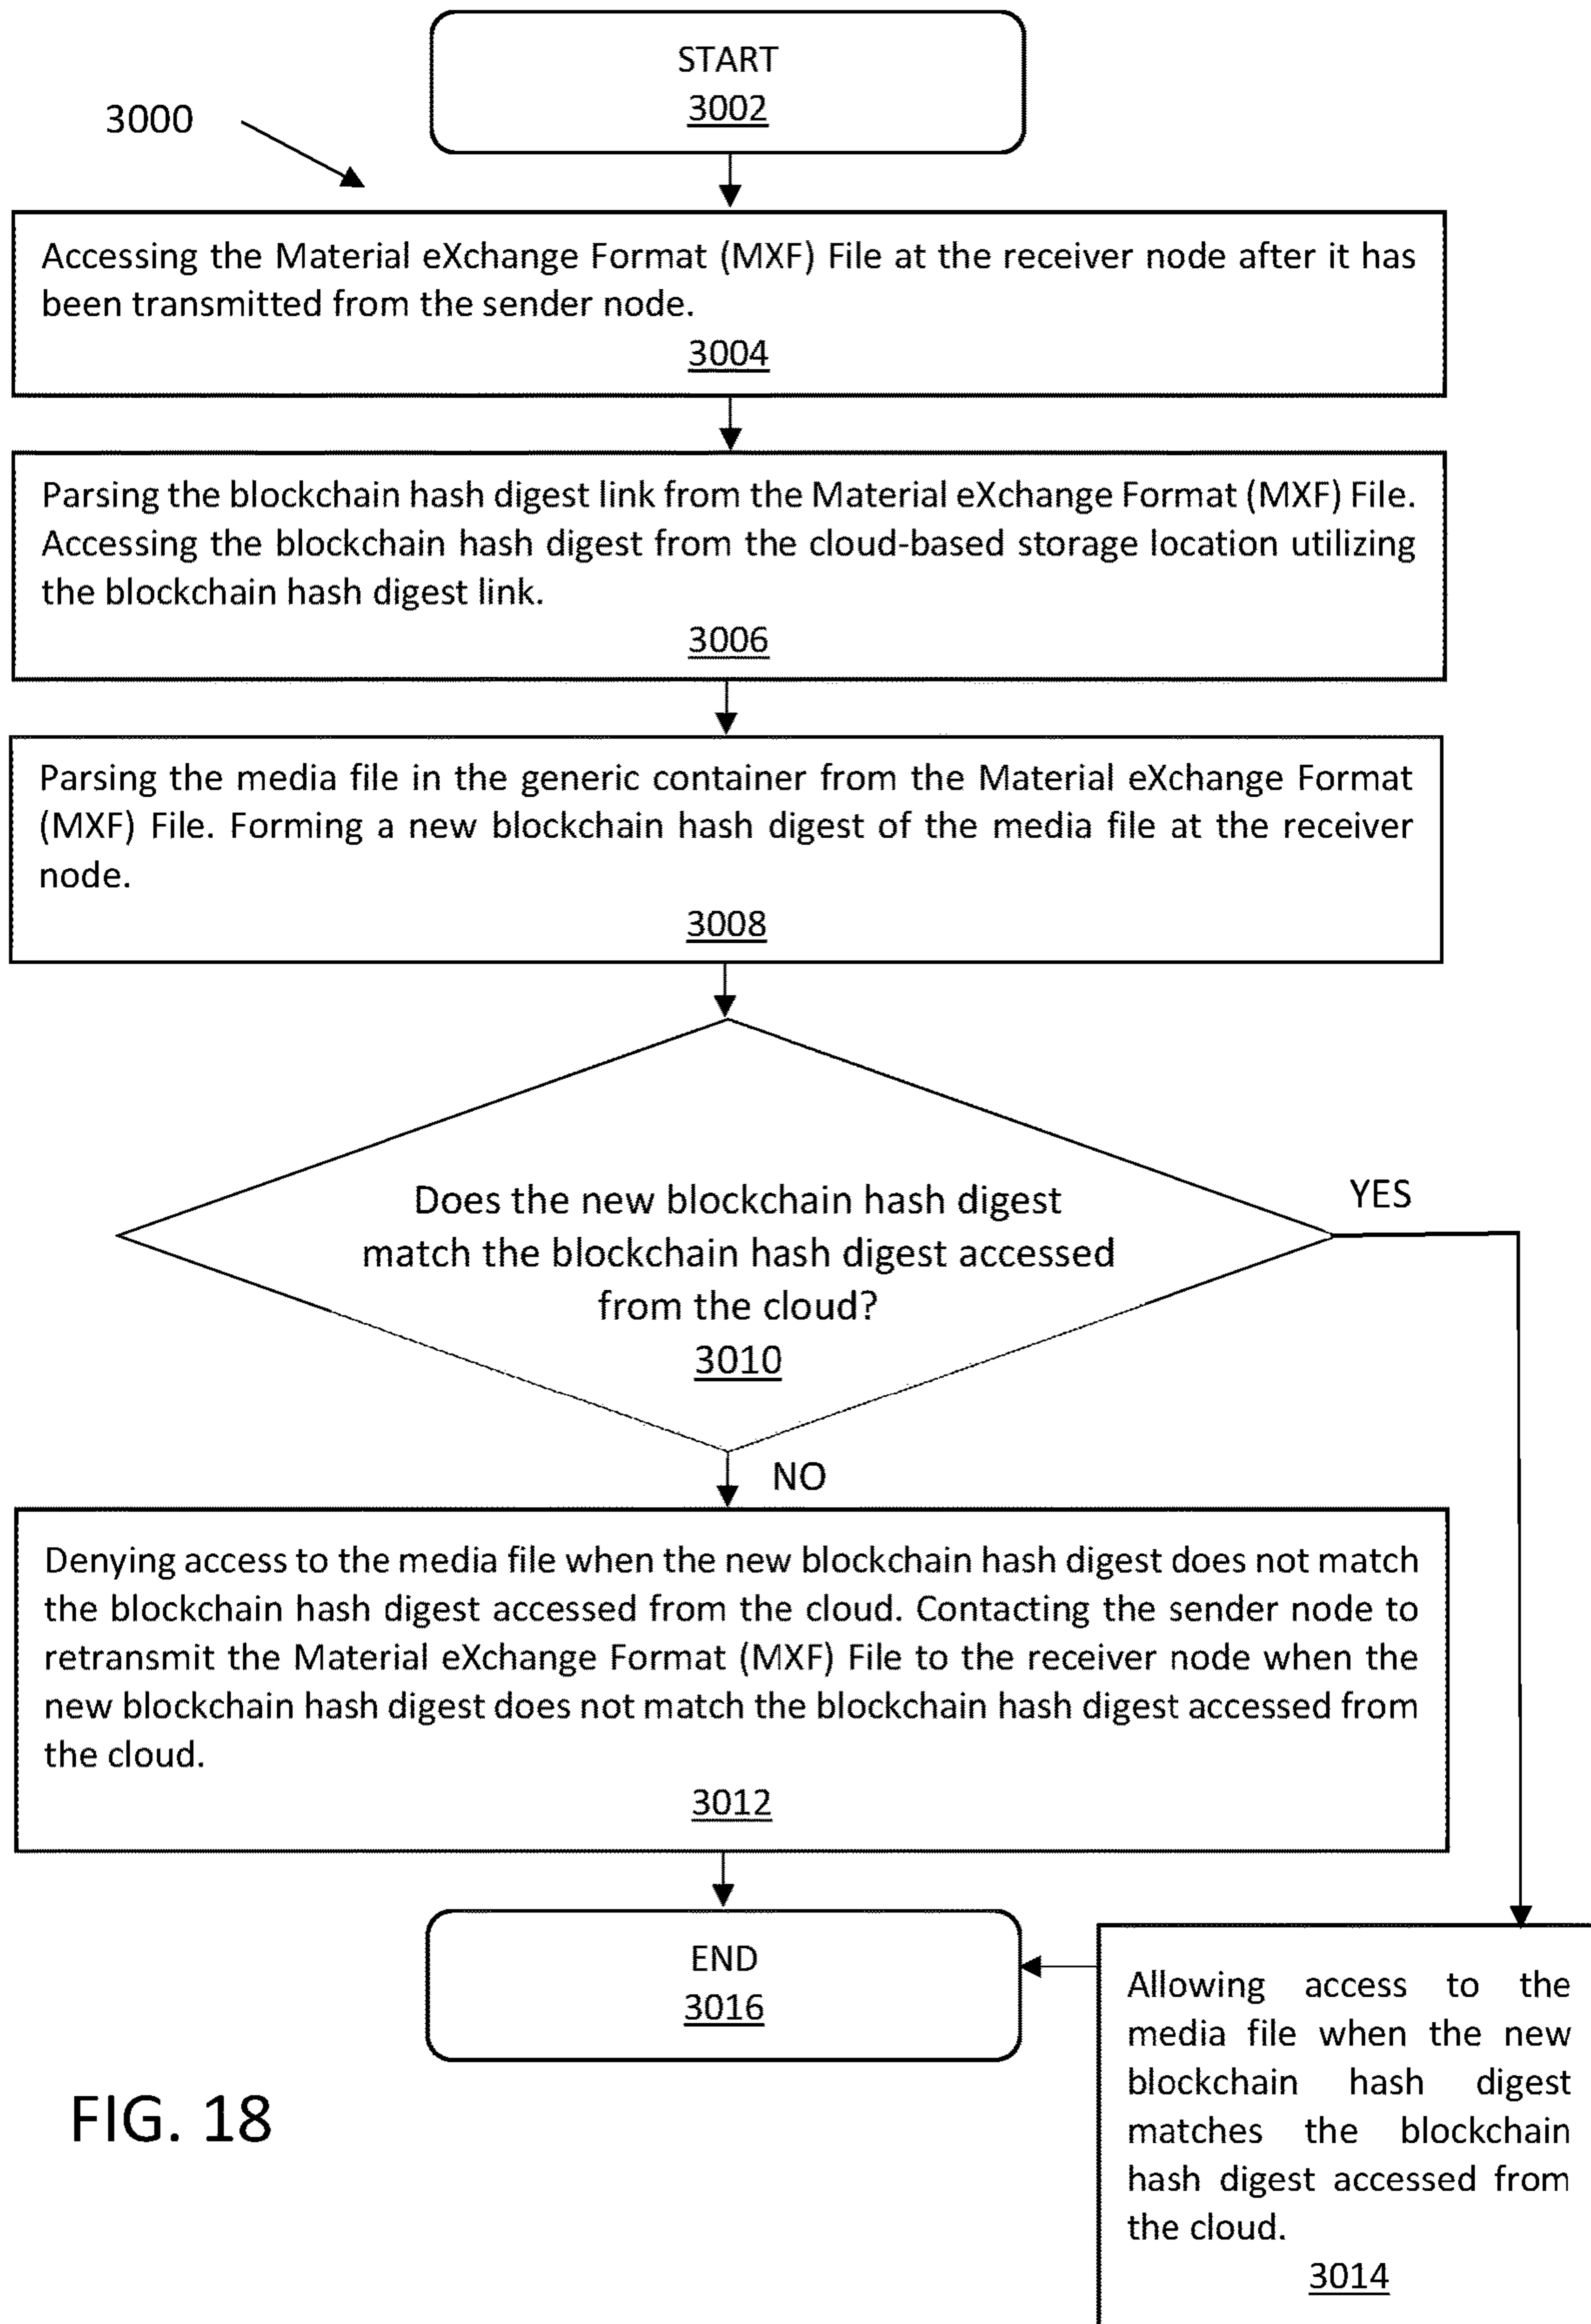 START
3002
3000
Accessing the Material eXchange Format (MXF) File at the receiver node after it has
been transmitted from the sender node.
3004
Parsing the blockchain hash digest link from the Material eXchange Format (MXF) File.
Accessing the blockchain hash digest from the cloud-based storage location utilizing
the blockchain hash digest link.
3006
Parsing the media file in the generic container from the Material eXchange Format
(MXF) File. Forming a new blockchain hash digest of the media file at the receiver
node.
3008
Does the new blockchain hash digest
match the blockchain hash digest accessed
from the cloud?
3010
YES
NO
Denying access to the media file when the new blockchain hash digest does not match
the blockchain hash digest accessed from the cloud. Contacting the sender node to
retransmit the Material eXchange Format (MXF) File to the receiver node when the
new blockchain hash digest does not match the blockchain hash digest accessed from
the cloud.
3012
END
3016
Allowing access to the
media file when the new
blockchain hash digest
matches the blockchain
hash digest accessed from
the cloud.
3014
FIG. 18